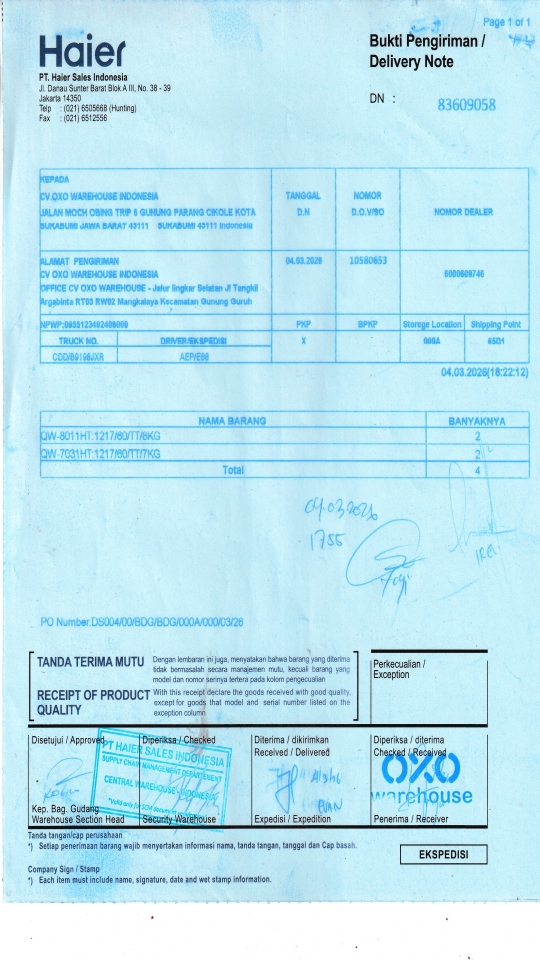 Page 1 of 1
Haier
Bukti Pengiriman /
Delivery Note
PT. Haier Sales Indonesia
Jl. Danau Sunter Barat Blok A III, No. 38 - 39
Jakarta 14350
Telp : (021) 6505668 (Hunting)
Fax : (021) 6512556
DN : 83609058
KEPADA
CV OXO WAREHOUSE INDONESIA
JALAN MOCH OBING TRIP 6 GUNUNG PARANG CIKOLE KOTA
SUKABUMI JAWA BARAT 43111 SUKABUMI 43111 Indonesia
TANGGAL
D.N
NOMOR
D.O.V/SO
NOMOR DEALER
ALAMAT PENGIRIMAN
CV OXO WAREHOUSE INDONESIA
OFFICE CV OXO WAREHOUSE - Jalur lingkar Selatan Jl Tangkil
Argabinta RT03 RW02 Mangkalaya Kecamatan Gunung Guruh
04.03.2026
10580653
NPWP:
PKP
BPKP
Storege Location
Shipping Point
TRUCK NO.
DRIVER/EKSPEDISI
X
000A
65D1
CDD/B9198JXR
04.03.2026(18:22:12)
NAMA BARANG
BANYAKNYA
QW-8011HT:1217/60/TT/8KG 2
QW-7031HT:1217/60/TT/7KG 2
Total 4
04.03.2026
1755
PO Number:DS004/00/BDG/BDG/000A/000/03/26
TANDA TERIMA MUTU
Dengan lembaran ini juga, menyatakan bahwa barang yang diterima
tidak bermasalah secara manajemen mutu, kecuali barang yang
model dan nomor serinya tertera pada kolom pengecualian
RECEIPT OF PRODUCT
QUALITY
With this receipt declare the goods received with good quality,
except for goods that model and serial number listed on the
exception column
Perkecualian /
Exception
Disetujui / Approved
Diperiksa / Checked
Diterima / dikirimkan
Received / Delivered
Diperiksa / diterima
Checked / Received
PT HAIER SALES INDONESIA
SUPPLY CHAIN MANAGEMENT DEPARTEMENT
CENTRAL WAREHOUSE - INDONESIA
OXO
warehouse
Kep. Bag. Gudang
Warehouse Section Head
Security Warehouse
Expedisi / Expedition
Penerima / Receiver
Tanda tangan/cap perusahaan
*) Setiap penerimaan barang wajib menyertakan informasi nama, tanda tangan, tanggal dan Cap basah.
EKSPEDISI
Company Sign / Stamp
*) Each item must include name, signature, date and wet stamp information.